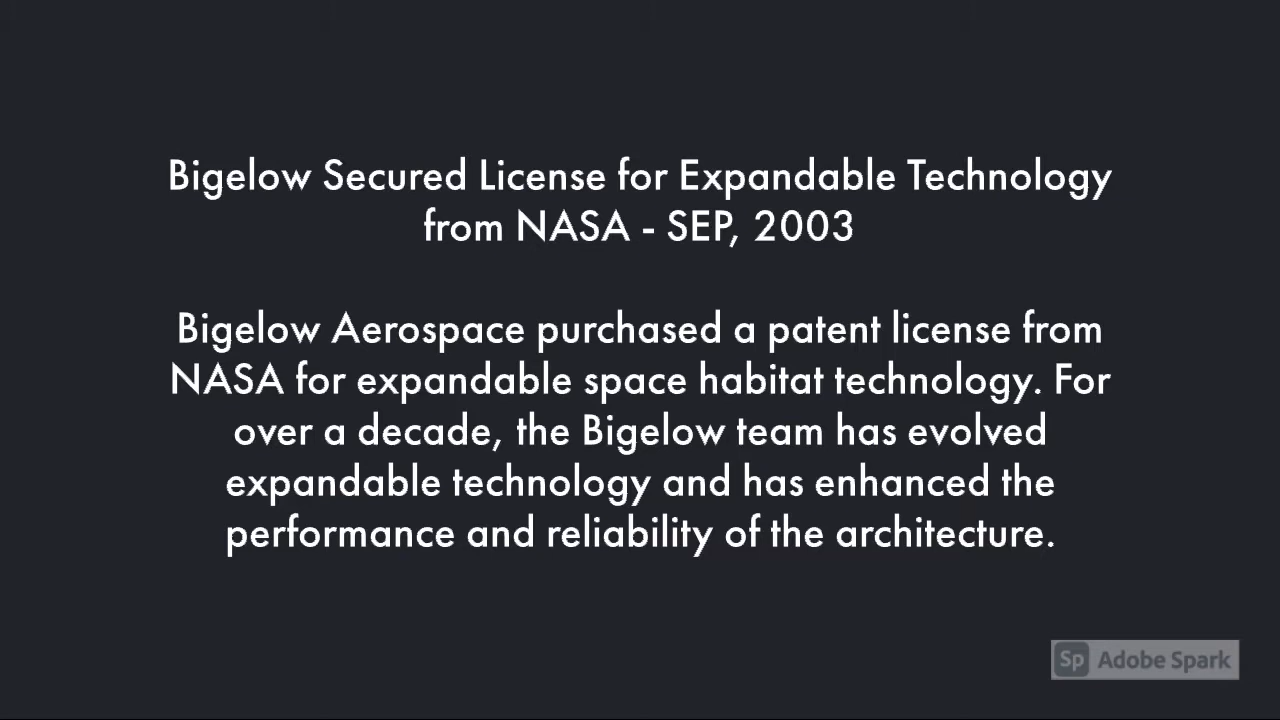 Bigelow Secured License for Expandable Technology
from NASA - SEP, 2003
Bigelow Aerospace purchased a patent license from
NASA for expandable space habitat technology. For
over a decade, the Bigelow team has evolved
expandable technology and has enhanced the
performance and reliability of the architecture.
Sp Adobe Spark